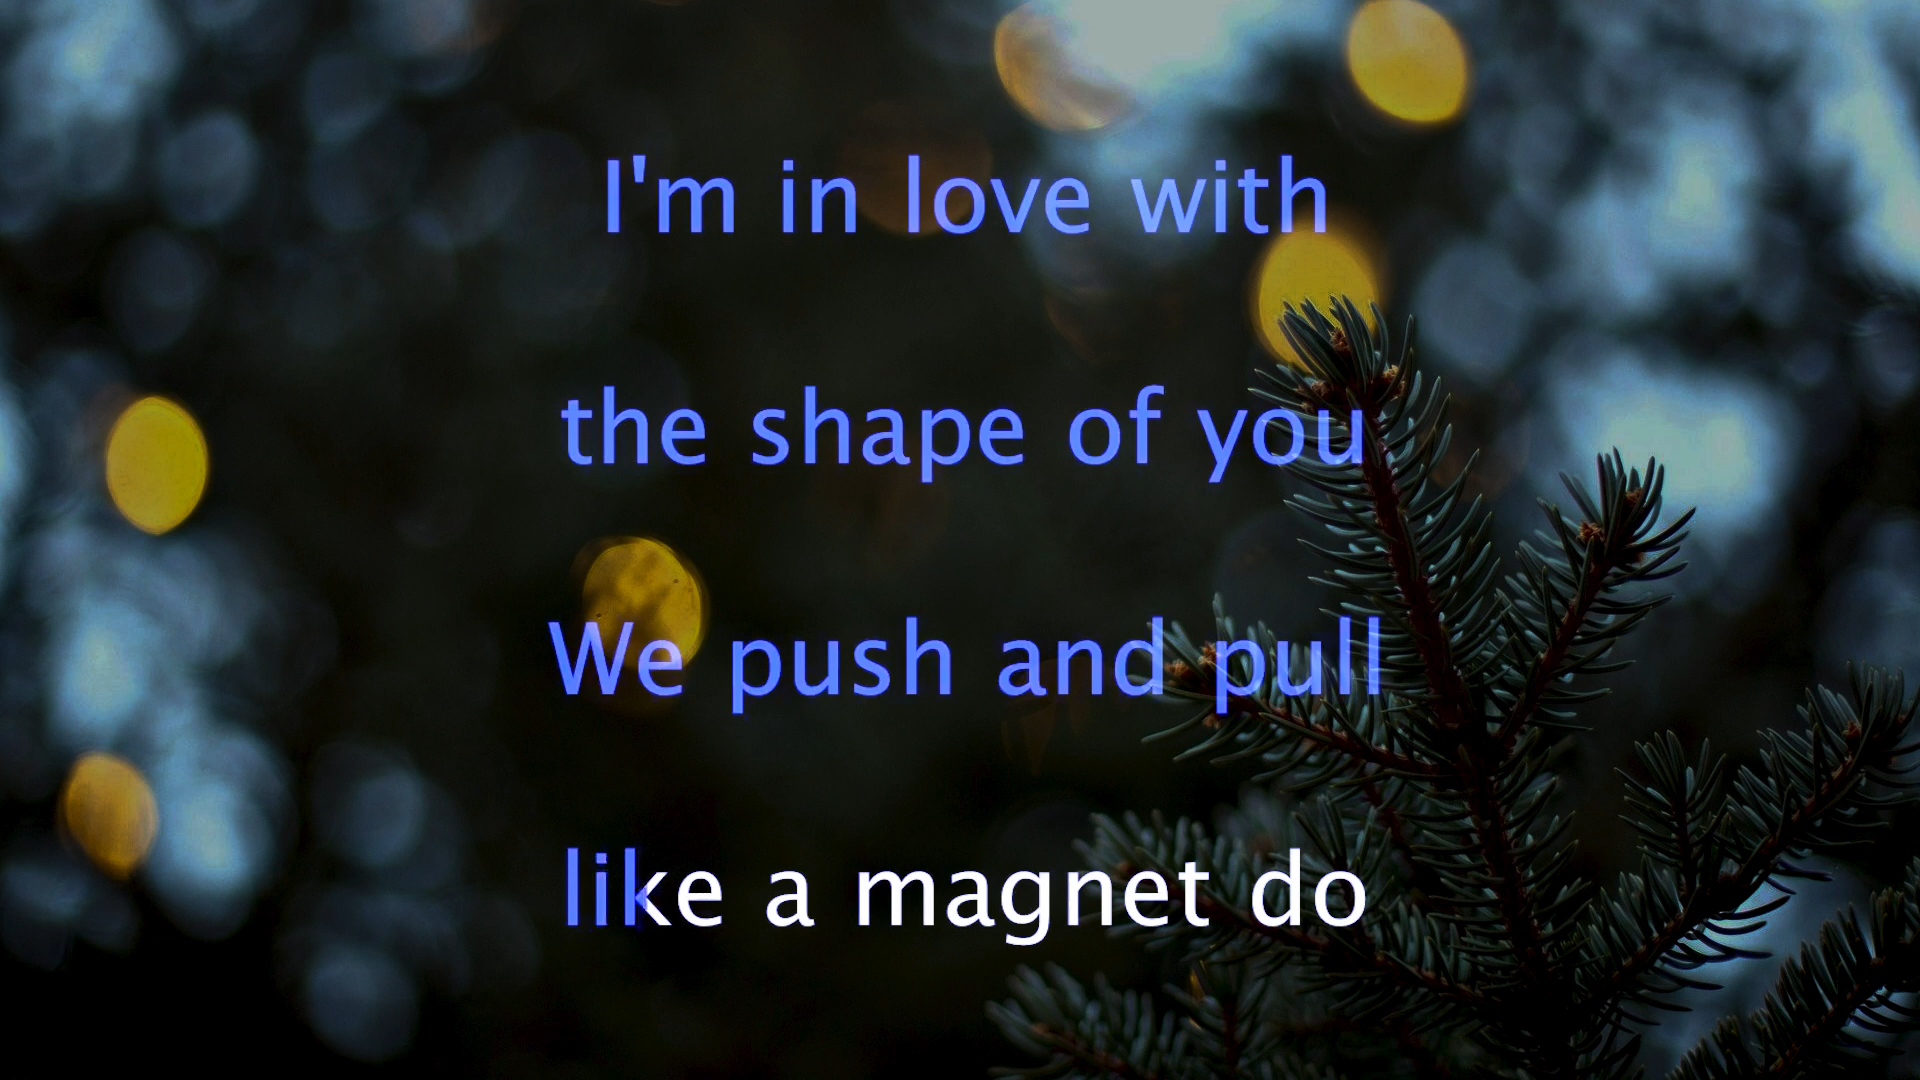 I'm in love with
the shape of you
We push and pull
like a magnet do